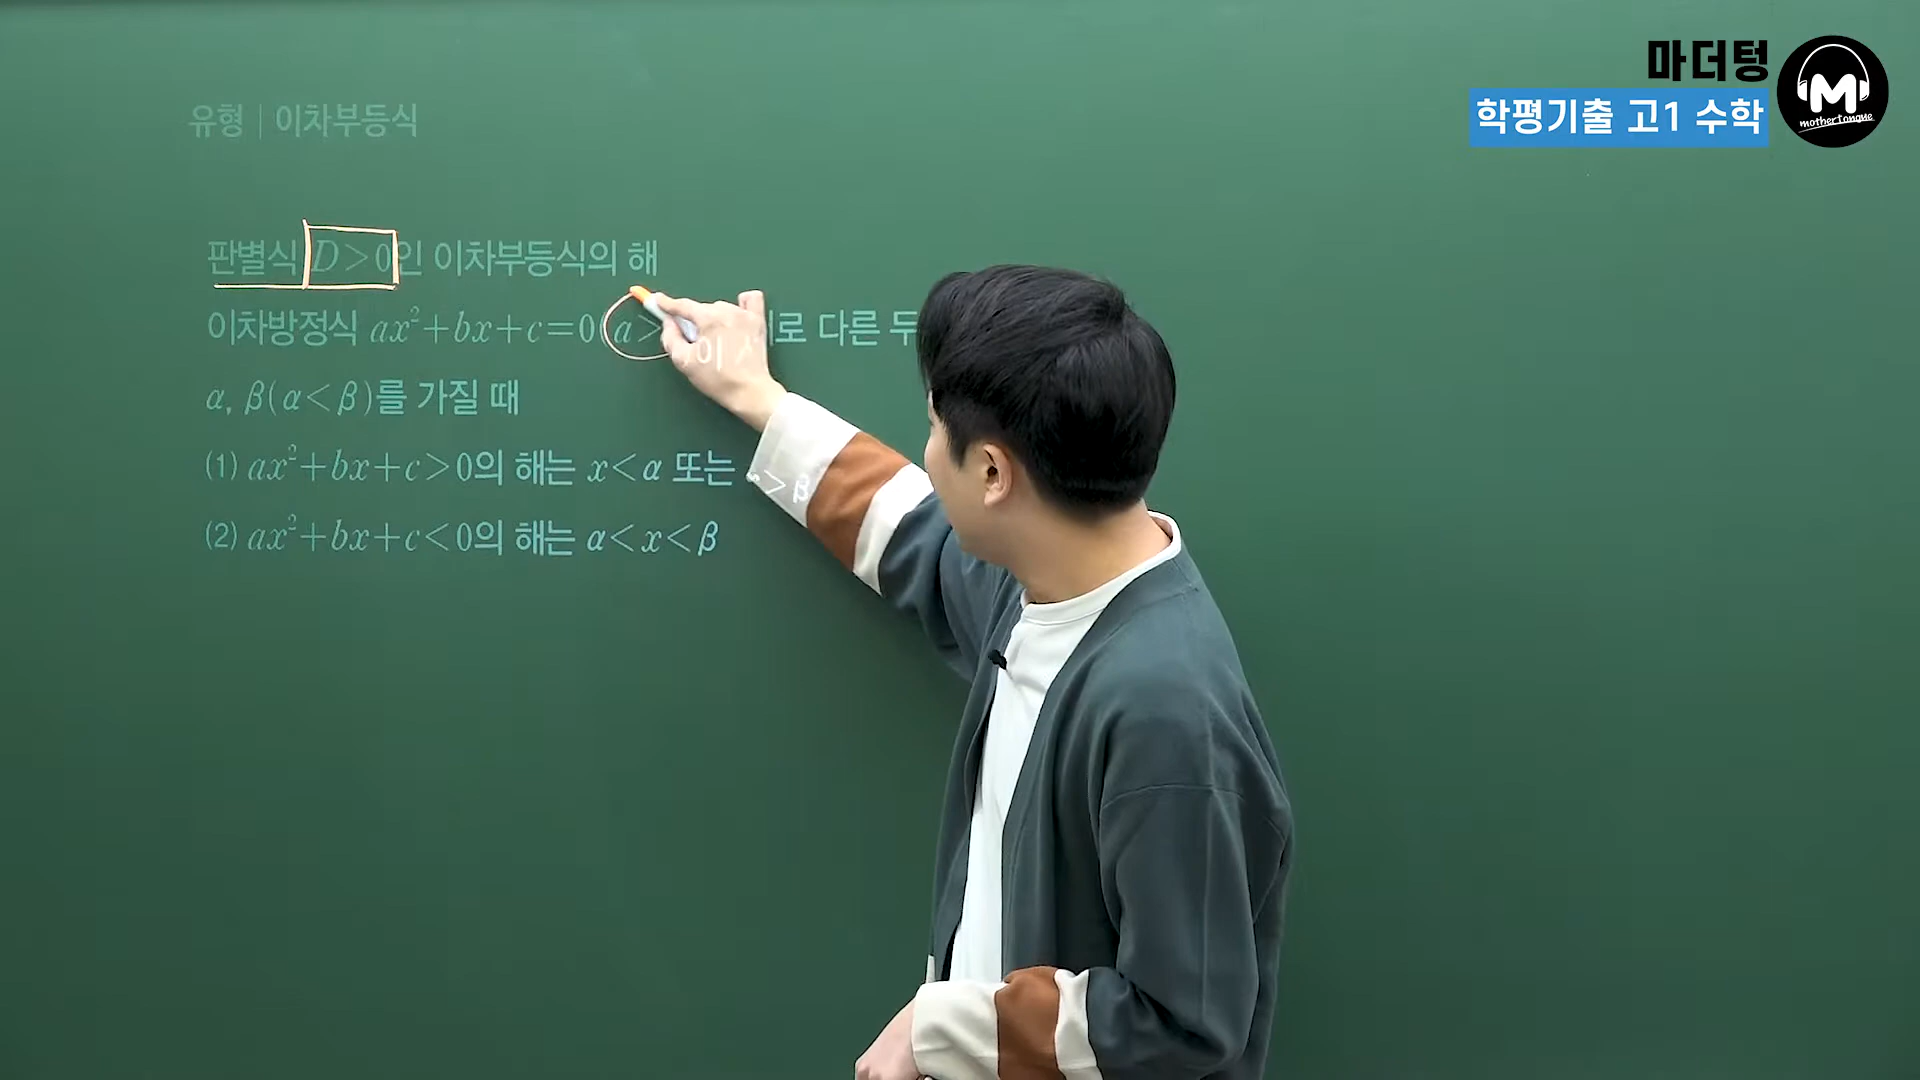 마더텅
학평기출 고1 수학
M
mothertongue
유형 | 이차부등식
판별식 D>0인 이차부등식의 해
이차방정식 ax²+bx+c=0(a> 이 로 다른 두
α, β(α<β)를 가질 때
(1) ax²+bx+c>0의 해는 x<α 또는 >β
(2) ax²+bx+c<0의 해는 α<x<β